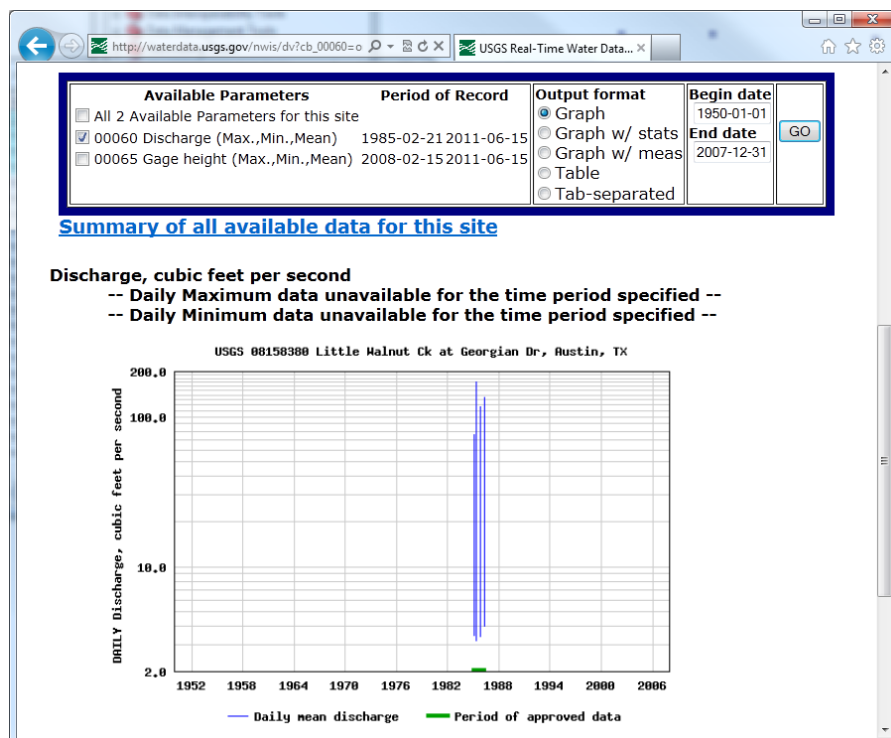 http://waterdata.usgs.gov/nwis/dv?cb_00060=o
USGS Real-Time Water Data...
Available Parameters Period of Record
All 2 Available Parameters for this site
00060 Discharge (Max.,Min.,Mean) 1985-02-21 2011-06-15
00065 Gage height (Max.,Min.,Mean) 2008-02-15 2011-06-15
Output format
Graph
Graph w/ stats
Graph w/ meas
Table
Tab-separated
Begin date
1950-01-01
End date
2007-12-31
GO
Summary of all available data for this site
Discharge, cubic feet per second
-- Daily Maximum data unavailable for the time period specified --
-- Daily Minimum data unavailable for the time period specified --
USGS 08158380 Little Walnut Ck at Georgian Dr, Austin, TX
DAILY Discharge, cubic feet per second
200.0
100.0
10.0
2.0
1952 1958 1964 1970 1976 1982 1988 1994 2000 2006
Daily mean discharge Period of approved data